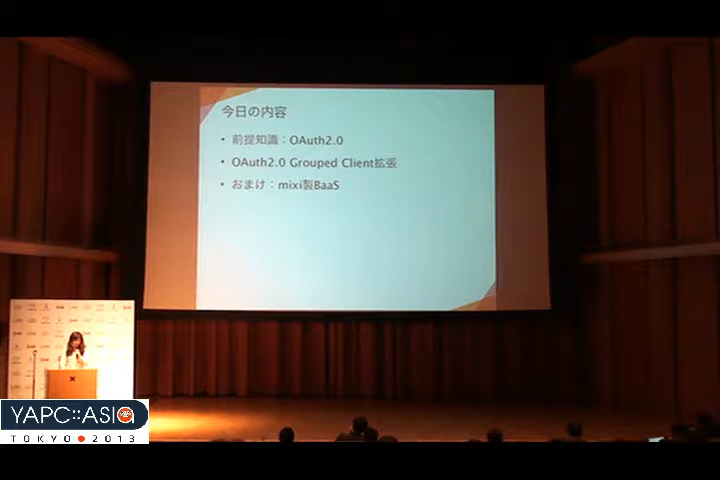 今日の内容
• 前提知識：OAuth2.0
• OAuth2.0 Grouped Client拡張
• おまけ：mixi製BaaS
YAPC::ASIA
TOKYO 2013